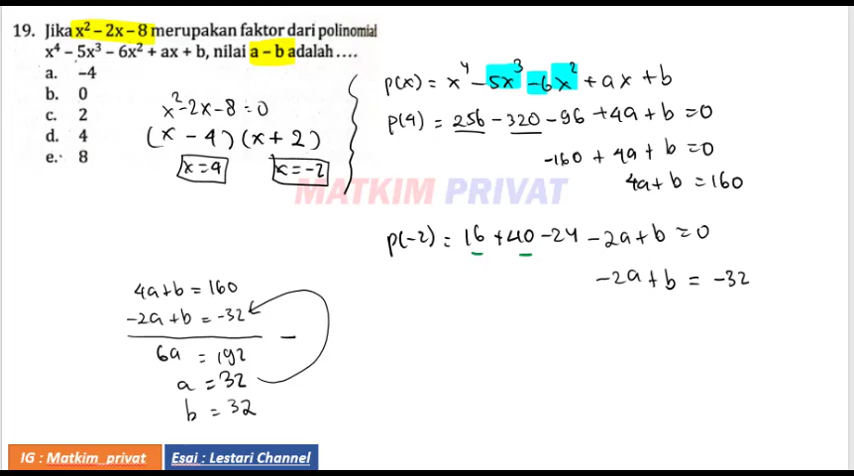 19. Jika x² – 2x – 8 merupakan faktor dari polinomial
x⁴ – 5x³ – 6x² + ax + b, nilai a – b adalah ....
a. –4
b. 0
c. 2
d. 4
e. 8
x² - 2x - 8 = 0
(x - 4) (x + 2)
x = 4 x = -2
p(x) = x⁴ - 5x³ - 6x² + ax + b
p(4) = 256 - 320 - 96 + 4a + b = 0
-160 + 4a + b = 0
4a + b = 160
MATKIM PRIVAT
p(-2) = 16 + 40 - 24 - 2a + b = 0
-2a + b = -32
4a + b = 160
-2a + b = -32
6a = 192
a = 32
b = 32
IG : Matkim_privat Esai : Lestari Channel